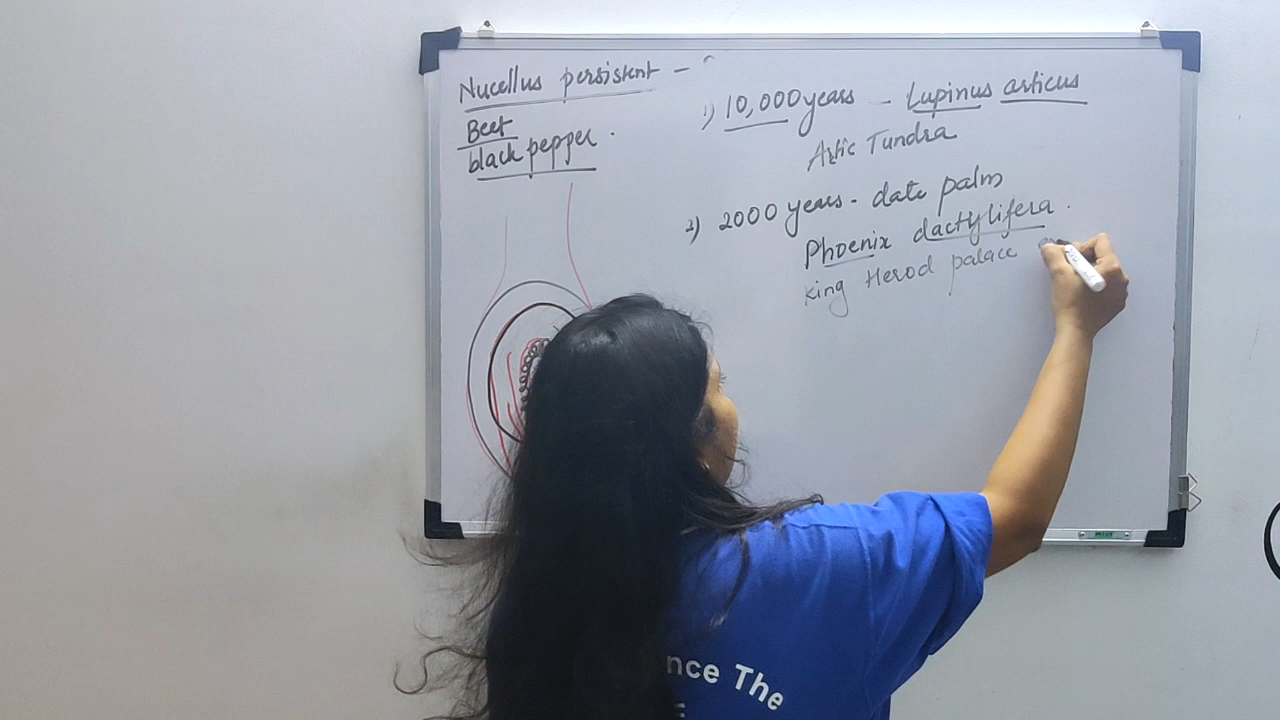 Nucellus persistent -
Beet
black pepper.
1) 10,000 years - Lupinus articus
Artic Tundra
2) 2000 years - date palm
Phoenix dactylifera.
King Herod palace
nce The